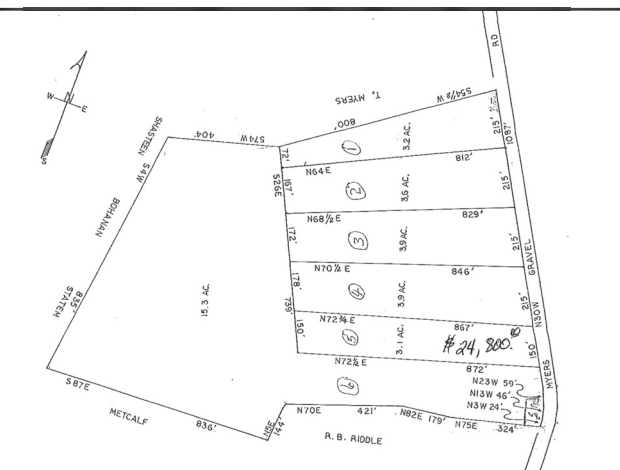 RD
W
N
E
S
T. MYERS
S54½W
800'
215'
1087'
SHASTEEN
404'
S74W
72'
1
3.2 AC.
N64E
812'
S4W
526E
167'
2
3.6 AC.
215'
N68½E
829'
BOHANAN
172'
3
3.9 AC.
215'
GRAVEL
N70½E
846'
STATEM
835'
15.3 AC.
178'
739'
4
3.9 AC.
215'
N30W
N72¾E
867'
150'
5
3.1 AC.
$24,800.00
150'
N72½E
872'
MYERS
S87E
6
N23W 59'
N13W 46'
N3W 24'
METCALF
836'
N5E
144'
N70E
421'
N82E
179'
N75E
324'
R.B. RIDDLE